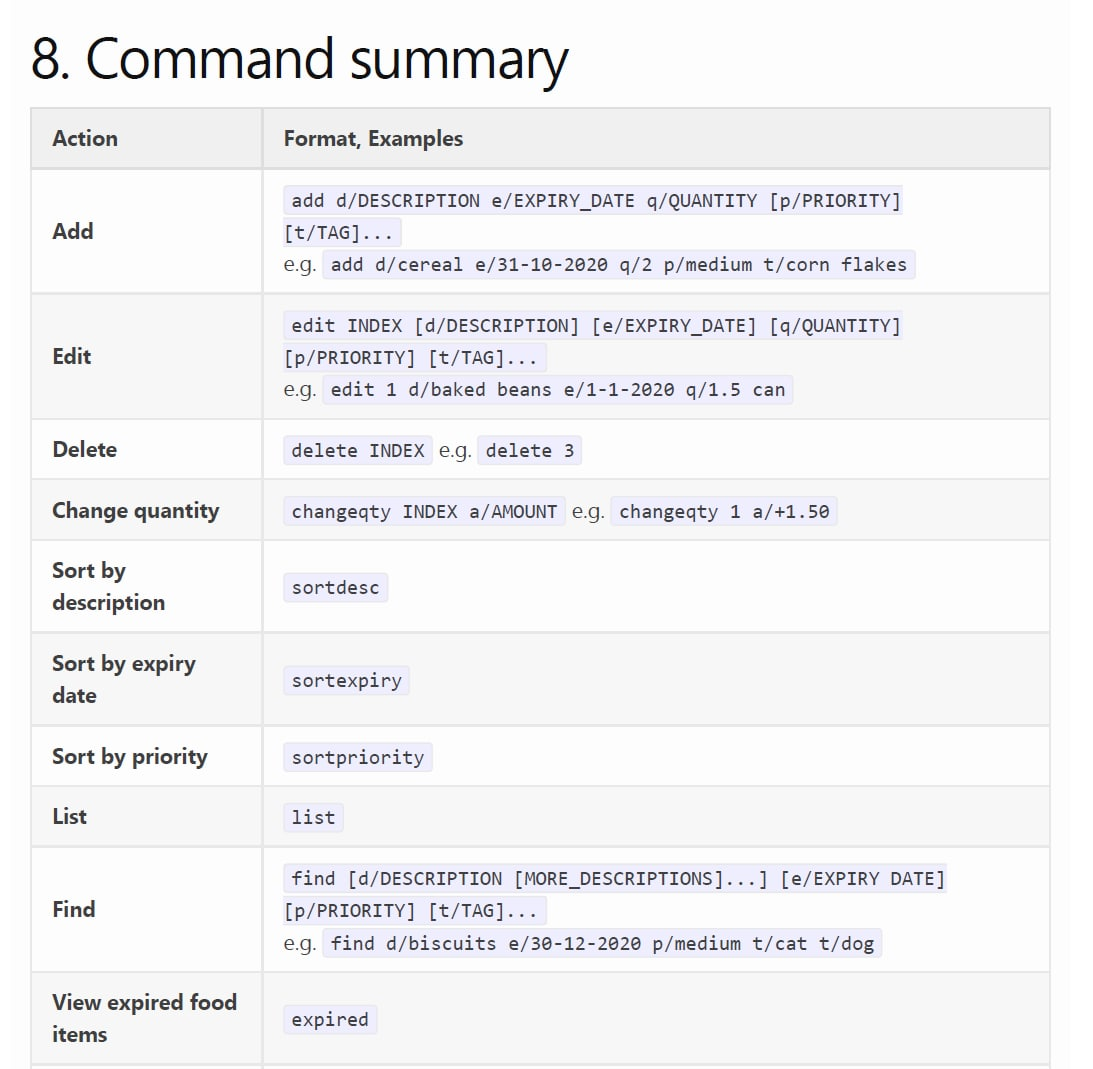 8. Command summary
Action
Format, Examples
Add
add d/DESCRIPTION e/EXPIRY_DATE q/QUANTITY [p/PRIORITY]
[t/TAG]...
e.g. add d/cereal e/31-10-2020 q/2 p/medium t/corn flakes
Edit
edit INDEX [d/DESCRIPTION] [e/EXPIRY_DATE] [q/QUANTITY]
[p/PRIORITY] [t/TAG]...
e.g. edit 1 d/baked beans e/1-1-2020 q/1.5 can
Delete
delete INDEX e.g. delete 3
Change quantity
changeqty INDEX a/AMOUNT e.g. changeqty 1 a/+1.50
Sort by
description
sortdesc
Sort by expiry
date
sortexpiry
Sort by priority
sortpriority
List
list
Find
find [d/DESCRIPTION [MORE_DESCRIPTIONS]...] [e/EXPIRY DATE]
[p/PRIORITY] [t/TAG]...
e.g. find d/biscuits e/30-12-2020 p/medium t/cat t/dog
View expired food
items
expired